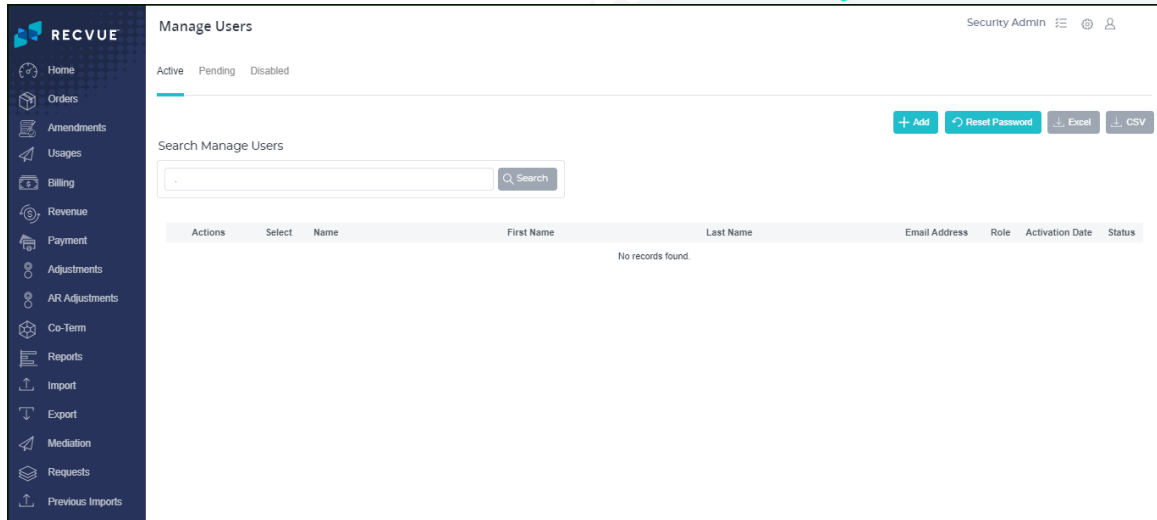 RECVUE
Manage Users
Security Admin
Home
Orders
Amendments
Usages
Billing
Revenue
Payment
Adjustments
AR Adjustments
Co-Term
Reports
Import
Export
Mediation
Requests
Previous Imports
Active Pending Disabled
+ Add Reset Password Excel CSV
Search Manage Users
. Search
Actions Select Name First Name Last Name Email Address Role Activation Date Status
No records found.